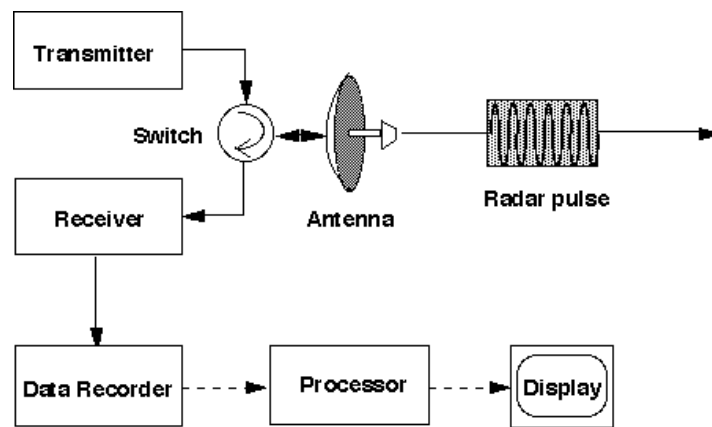 Transmitter
Switch
Antenna
Radar pulse
Receiver
Data Recorder
Processor
Display